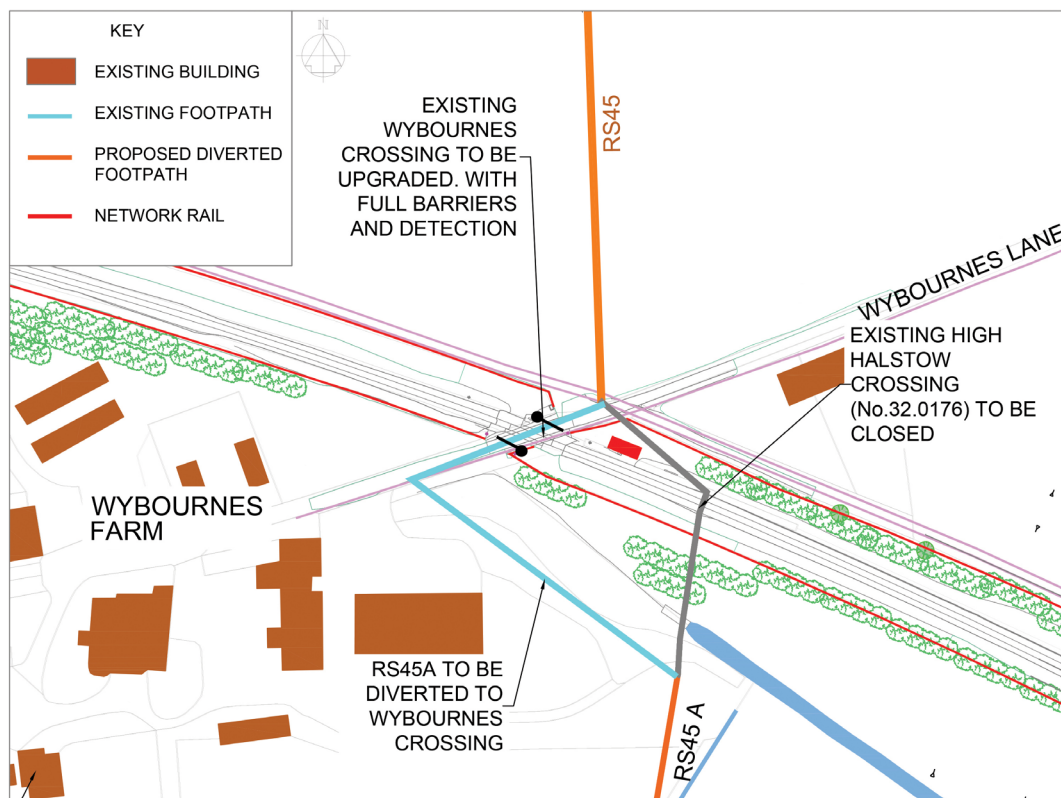 KEY
EXISTING BUILDING
EXISTING FOOTPATH
PROPOSED DIVERTED
FOOTPATH
NETWORK RAIL
EXISTING
WYBOURNES
CROSSING TO BE
UPGRADED. WITH
FULL BARRIERS
AND DETECTION
RS45
WYBOURNES LANE
EXISTING HIGH
HALSTOW
CROSSING
(No.32.0176) TO BE
CLOSED
WYBOURNES
FARM
RS45A TO BE
DIVERTED TO
WYBOURNES
CROSSING
RS45 A